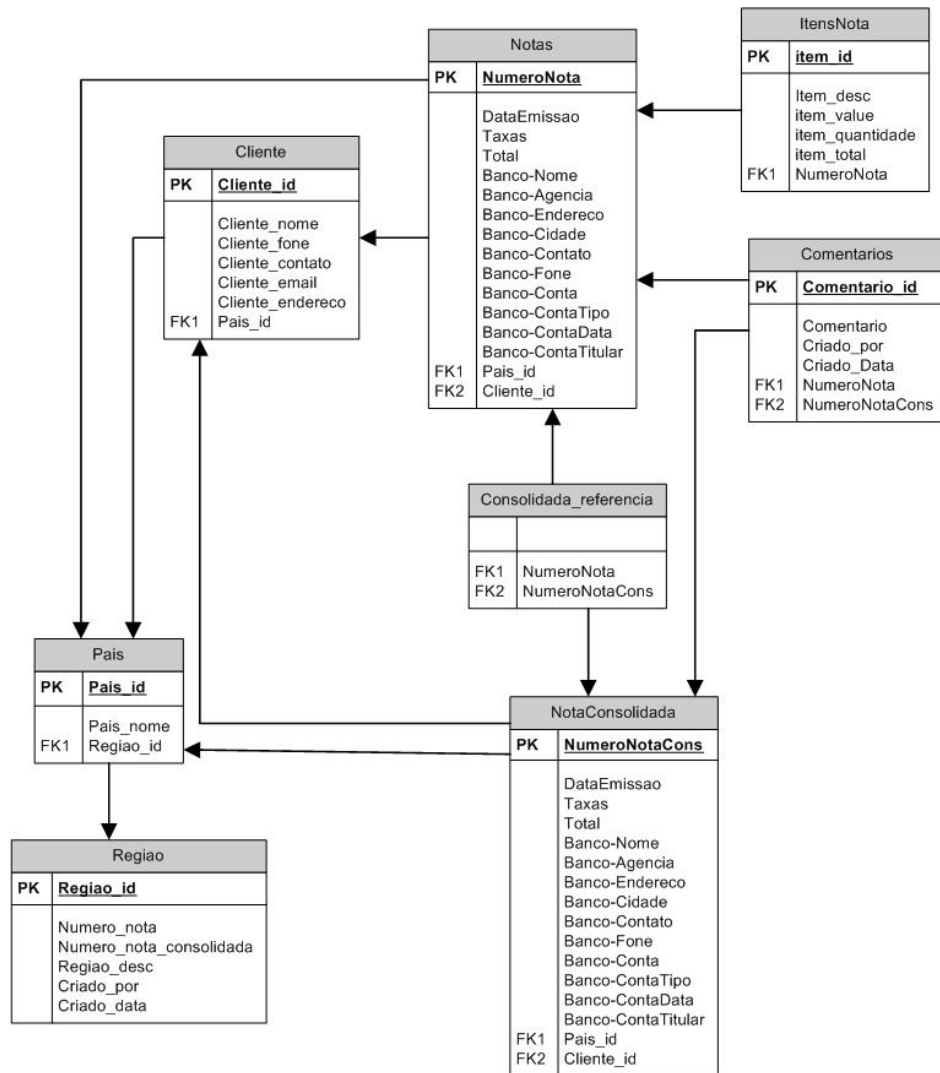 Notas
PK NumeroNota
DataEmissao
Taxas
Total
Banco-Nome
Banco-Agencia
Banco-Endereco
Banco-Cidade
Banco-Contato
Banco-Fone
Banco-Conta
Banco-ContaTipo
Banco-ContaData
Banco-ContaTitular
FK1 Pais_id
FK2 Cliente_id
ItensNota
PK item_id
Item_desc
item_value
item_quantidade
item_total
FK1 NumeroNota
Cliente
PK Cliente_id
Cliente_nome
Cliente_fone
Cliente_contato
Cliente_email
Cliente_endereco
FK1 Pais_id
Comentarios
PK Comentario_id
Comentario
Criado_por
Criado_Data
FK1 NumeroNota
FK2 NumeroNotaCons
Consolidada_referencia
FK1 NumeroNota
FK2 NumeroNotaCons
Pais
PK Pais_id
Pais_nome
FK1 Regiao_id
NotaConsolidada
PK NumeroNotaCons
DataEmissao
Taxas
Total
Banco-Nome
Banco-Agencia
Banco-Endereco
Banco-Cidade
Banco-Contato
Banco-Fone
Banco-Conta
Banco-ContaTipo
Banco-ContaData
Banco-ContaTitular
FK1 Pais_id
FK2 Cliente_id
Regiao
PK Regiao_id
Numero_nota
Numero_nota_consolidada
Regiao_desc
Criado_por
Criado_data